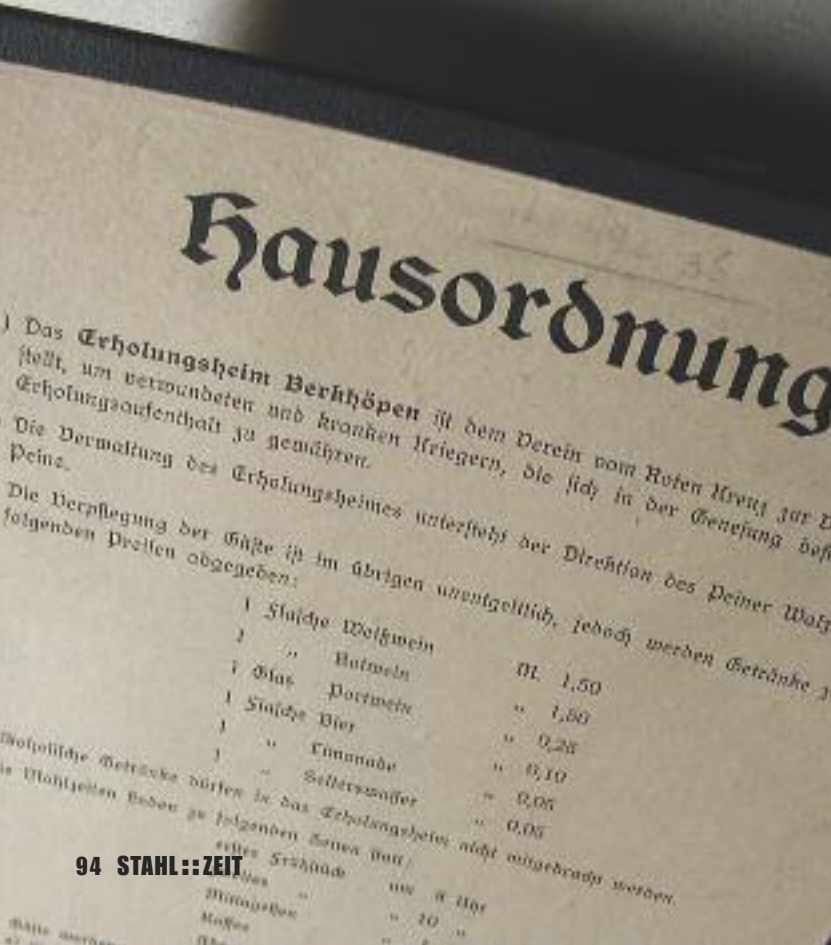 Hausordnung
) Das Erholungsheim Berkhöpen ist dem Verein vom Roten Kreuz zur
stellt, um verwundeten und kranken Kriegern, die sich in der Genesung
Erholungsaufenthalt zu gewähren.
Die Verwaltung des Erholungsheimes untersteht der Direktion des Peiner
Peine.
Die Verpflegung der Gäste ist im übrigen unentgeltlich, jedoch werden Getränke
folgenden Preisen abgegeben:
1 Flasche Weißwein M. 1,50
1 „ Rotwein „ 1,80
1 Glas Portwein „ 0,25
1 Flasche Bier „ 0,10
1 „ Limonade „ 0,05
1 „ Selterswasser „ 0,05
Getränke dürfen in das Erholungsheim nicht mitgebracht werden.
Mahlzeiten finden zu folgenden Zeiten statt:
erstes Frühstück um 8 Uhr
„ „ 10 „
Mittagessen „
Kaffee
94 STAHL::ZEIT